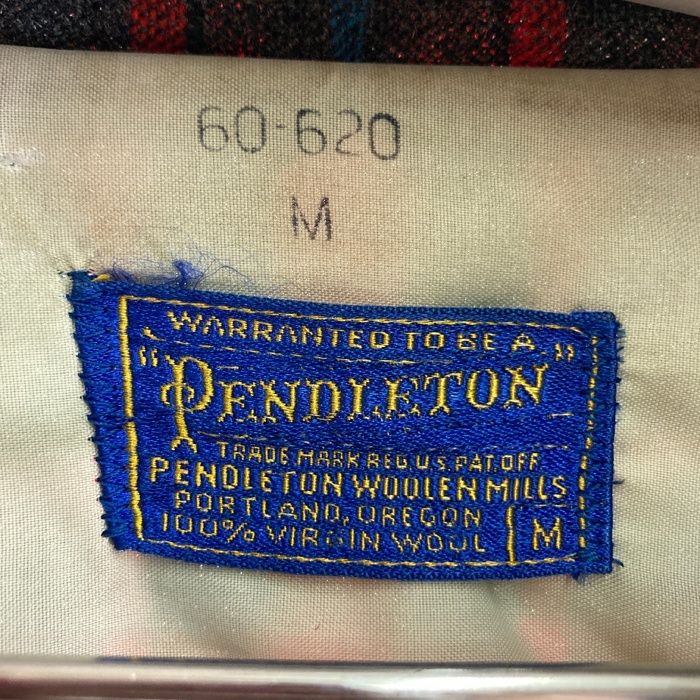 60-620
M
WARRANTED TO BE A
"PENDLETON"
TRADE MARK REG. U.S. PAT. OFF.
PENDLETON WOOLEN MILLS
PORTLAND, OREGON
100% VIRGIN WOOL M